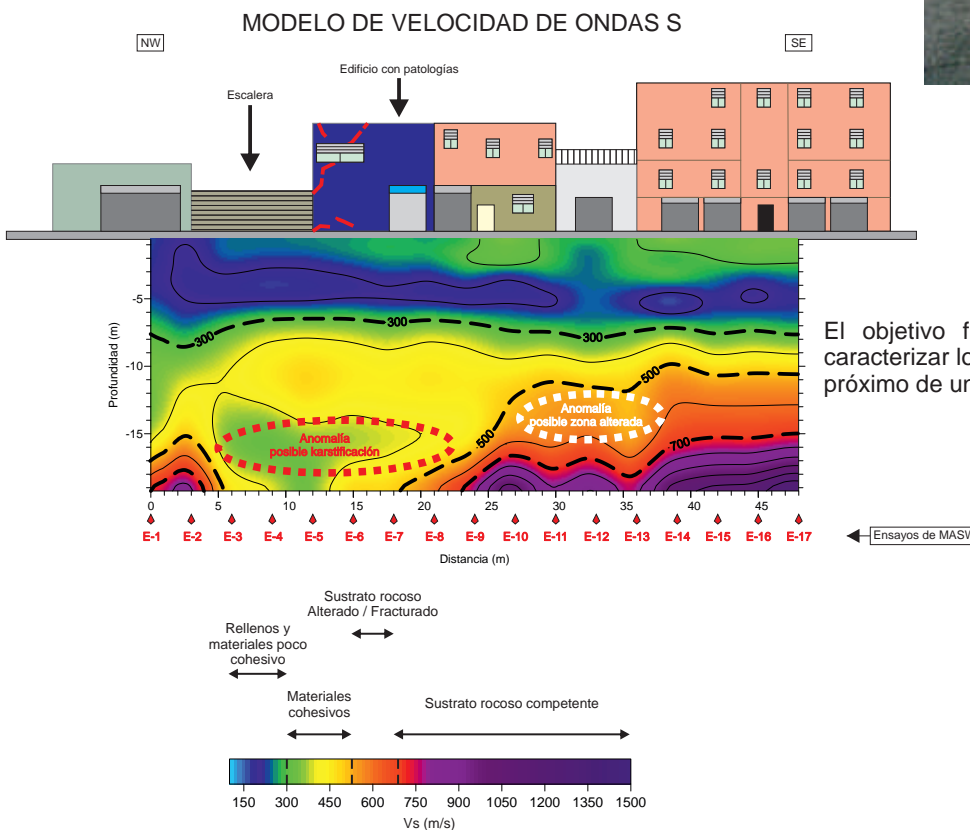 MODELO DE VELOCIDAD DE ONDAS S
NW
SE
Edificio con patologías
Escalera
Profundidad (m)
-5
-10
-15
300
300
300
500
500
700
Anomalía
posible karstificación
Anomalía
posible zona alterada
0 5 10 15 20 25 30 35 40 45
E-1 E-2 E-3 E-4 E-5 E-6 E-7 E-8 E-9 E-10 E-11 E-12 E-13 E-14 E-15 E-16 E-17
Distancia (m)
Ensayos de MASW
El objetivo f
caracterizar lo
próximo de un
Sustrato rocoso
Alterado / Fracturado
Rellenos y
materiales poco
cohesivo
Materiales
cohesivos
Sustrato rocoso competente
150 300 450 600 750 900 1050 1200 1350 1500
Vs (m/s)